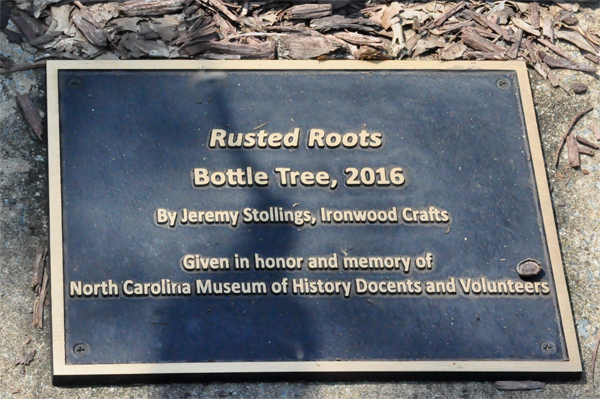 Rusted Roots
Bottle Tree, 2016
By Jeremy Stollings, Ironwood Crafts
Given in honor and memory of
North Carolina Museum of History Docents and Volunteers